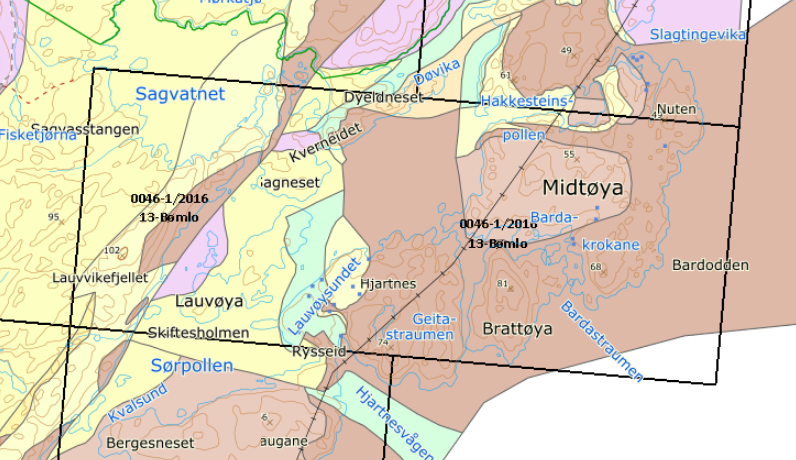 Mørkatjø
Slagtingevika
49
Døvika
61
Sagvatnet
Dyeldneset
Hakkesteins-
Nuten
49
Sagvasstangen
Fisketjørna
pollen
Kverneidet
55
Sagneset
Midtøya
0046-1/2016
13-Bømlo
95
Barda-
0046-1/2016
13-Bømlo
krokane
102
Bardodden
68
Lauvvikefjellet
Hjartnes
81
Lauvøya
Lauvøysundet
Geita-
straumen
Brattøya
Bardastraumen
Skiftesholmen
74
Rysseid
Sørpollen
Kvalsund
Hjartnesvågen
6
Bergesneset
augane